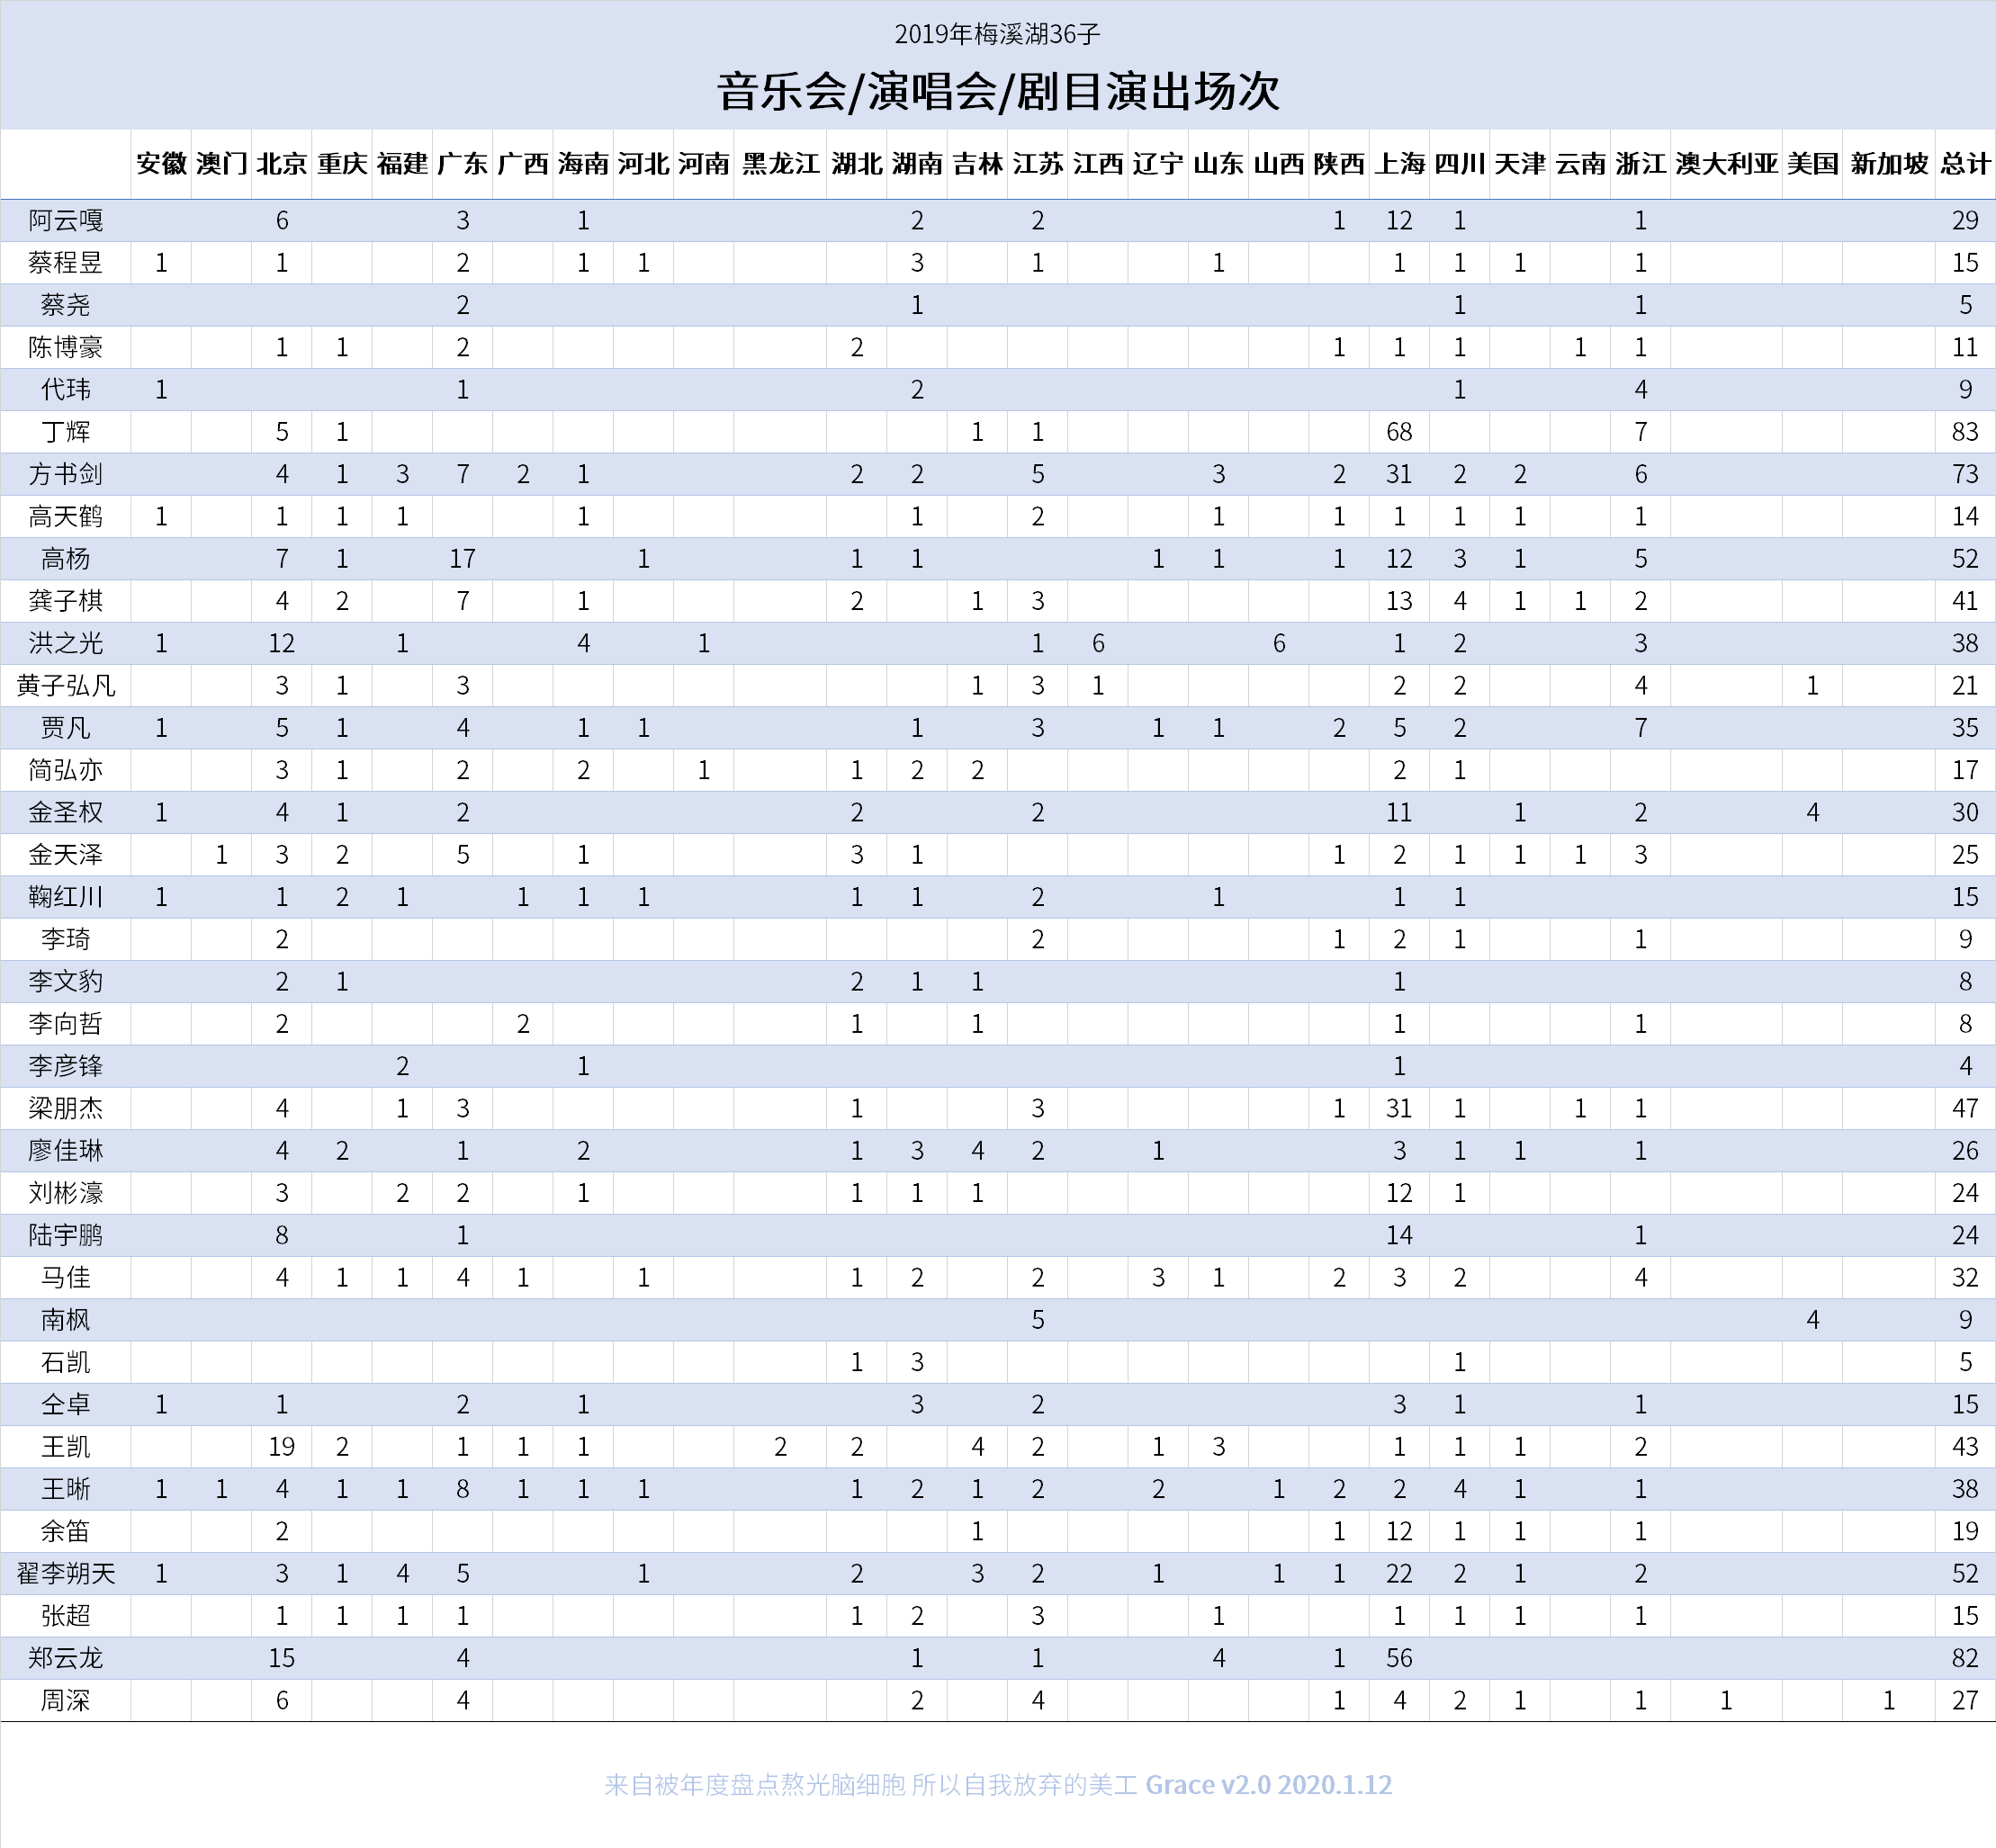 2019年梅溪湖36子
音乐会/演唱会/剧目演出场次
安徽 澳门 北京 重庆 福建 广东 广西 海南 河北 河南 黑龙江 湖北 湖南 吉林 江苏 江西 辽宁 山东 山西 陕西 上海 四川 天津 云南 浙江 澳大利亚 美国 新加坡 总计
阿云嘎 6 3 1 2 2 1 12 1 1 29
蔡程昱 1 1 2 1 1 3 1 1 1 1 1 1 15
蔡尧 2 1 1 1 5
陈博豪 1 1 2 2 1 1 1 1 1 11
代玮 1 1 2 1 4 9
丁辉 5 1 1 1 68 7 83
方书剑 4 1 3 7 2 1 2 2 5 3 2 31 2 2 6 73
高天鹤 1 1 1 1 1 1 2 1 1 1 1 1 1 14
高杨 7 1 17 1 1 1 1 1 1 12 3 1 5 52
龚子棋 4 2 7 1 2 1 3 13 4 1 1 2 41
洪之光 1 12 1 4 1 1 6 6 1 2 3 38
黄子弘凡 3 1 3 1 3 1 2 2 4 1 21
贾凡 1 5 1 4 1 1 1 3 1 1 2 5 2 7 35
简弘亦 3 1 2 2 1 1 2 2 2 1 17
金圣权 1 4 1 2 2 2 11 1 2 4 30
金天泽 1 3 2 5 1 3 1 1 2 1 1 1 3 25
鞠红川 1 1 2 1 1 1 1 1 1 2 1 1 1 15
李琦 2 2 1 2 1 1 9
李文豹 2 1 2 1 1 1 8
李向哲 2 2 1 1 1 1 8
李彦锋 2 1 1 4
梁朋杰 4 1 3 1 3 1 31 1 1 1 47
廖佳琳 4 2 1 2 1 3 4 2 1 3 1 1 1 26
刘彬濠 3 2 2 1 1 1 1 12 1 24
陆宇鹏 8 1 14 1 24
马佳 4 1 1 4 1 1 1 2 2 3 1 2 3 2 4 32
南枫 5 4 9
石凯 1 3 1 5
仝卓 1 1 2 1 3 2 3 1 1 15
王凯 19 2 1 1 1 2 2 4 2 1 3 1 1 1 2 43
王晰 1 1 4 1 1 8 1 1 1 1 2 1 2 2 1 2 2 4 1 1 38
余笛 2 1 1 12 1 1 1 19
翟李朔天 1 3 1 4 5 1 2 3 2 1 1 1 22 2 1 2 52
张超 1 1 1 1 1 2 3 1 1 1 1 1 15
郑云龙 15 4 1 1 4 1 56 82
周深 6 4 2 4 1 4 2 1 1 1 1 27
来自被年度盘点熬光脑细胞 所以自我放弃的美工 Grace v2.0 2020.1.12